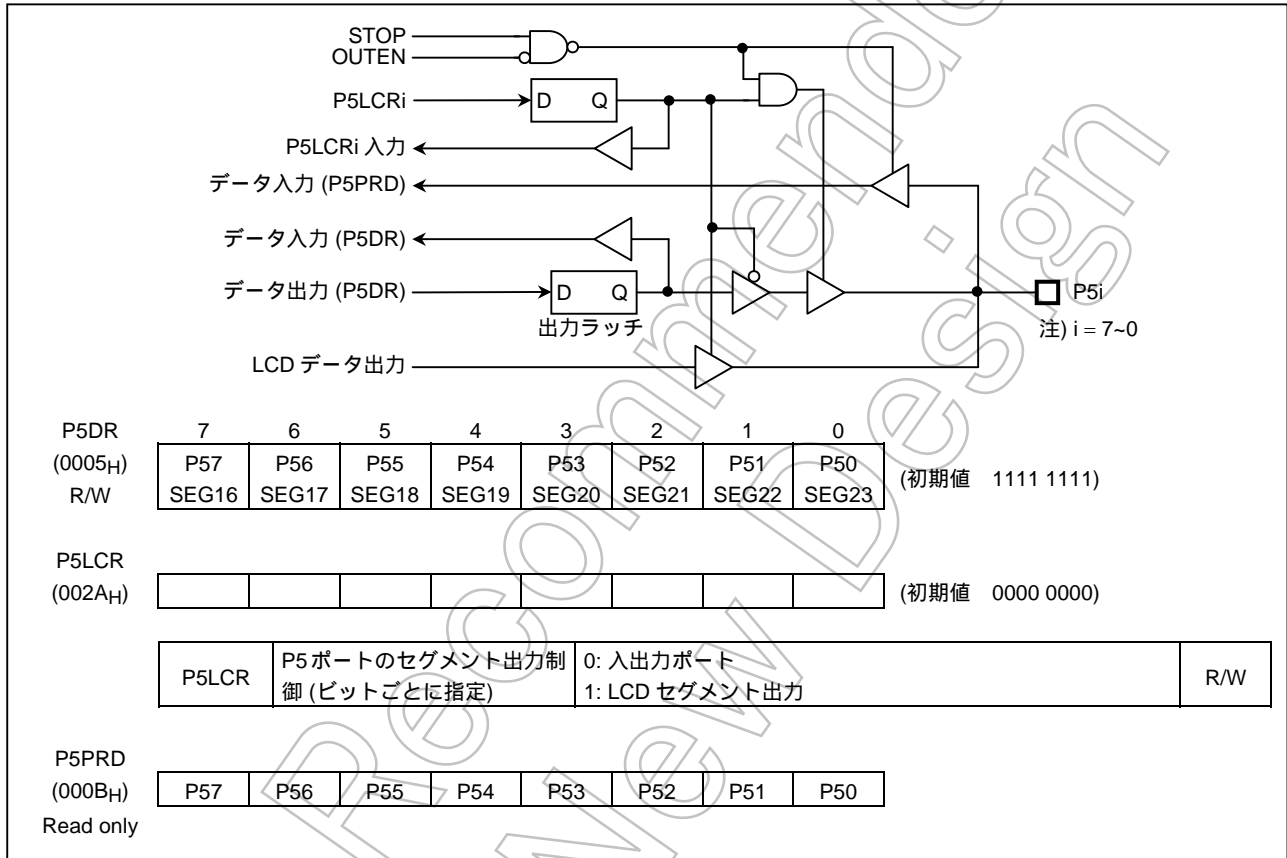 STOP
OUTEN
P5LCRi
D Q
P5LCRi 入力
データ入力 (P5PRD)
データ入力 (P5DR)
データ出力 (P5DR)
D Q
出力ラッチ
P5i
注) i = 7~0
LCD データ出力
P5DR 7 6 5 4 3 2 1 0
(0005H) P57 P56 P55 P54 P53 P52 P51 P50
R/W SEG16 SEG17 SEG18 SEG19 SEG20 SEG21 SEG22 SEG23
(初期値 1111 1111)
P5LCR
(002AH) (初期値 0000 0000)
P5LCR
P5ポートのセグメント出力制
御 (ビットごとに指定)
0: 入出力ポート
1: LCD セグメント出力
R/W
P5PRD
(000BH) P57 P56 P55 P54 P53 P52 P51 P50
Read only
Recommende
New Design